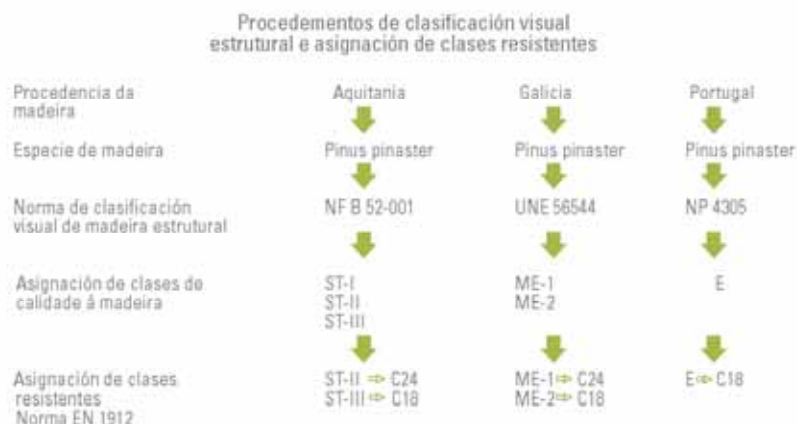 Procedementos de clasificación visual
estrutural e asignación de clases resistentes
Procedencia da
madeira
Aquitania
Galicia
Portugal
Especie de madeira
Pinus pinaster
Pinus pinaster
Pinus pinaster
Norma de clasificación
visual de madeira estrutural
NF B 52-001
UNE 56544
NP 4305
Asignación de clases de
calidade á madeira
ST-I
ST-II
ST-III
ME-1
ME-2
E
Asignación de clases
resistentes
Norma EN 1912
ST-II ⇨ C24
ST-III ⇨ C18
ME-1 ⇨ C24
ME-2 ⇨ C18
E ⇨ C18